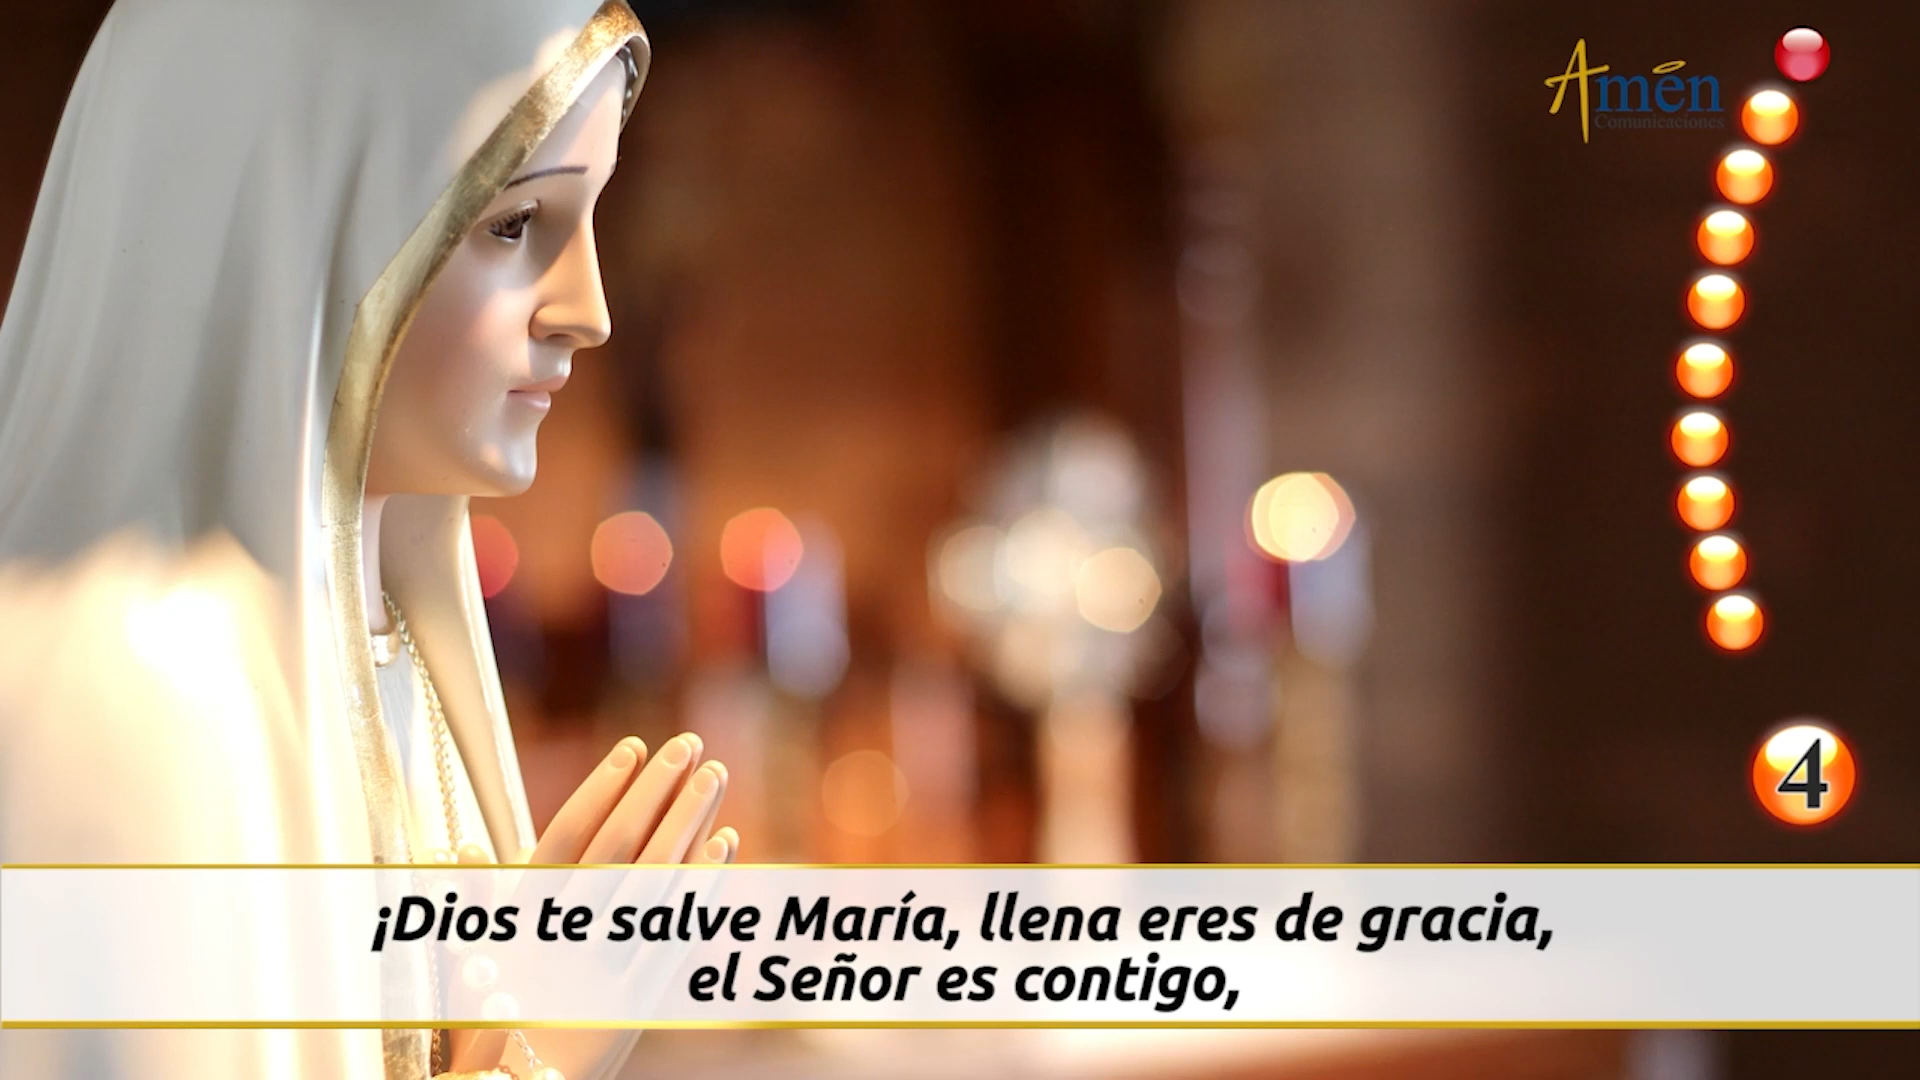 Amén
Comunicaciones
4
¡Dios te salve María, llena eres de gracia,
el Señor es contigo,